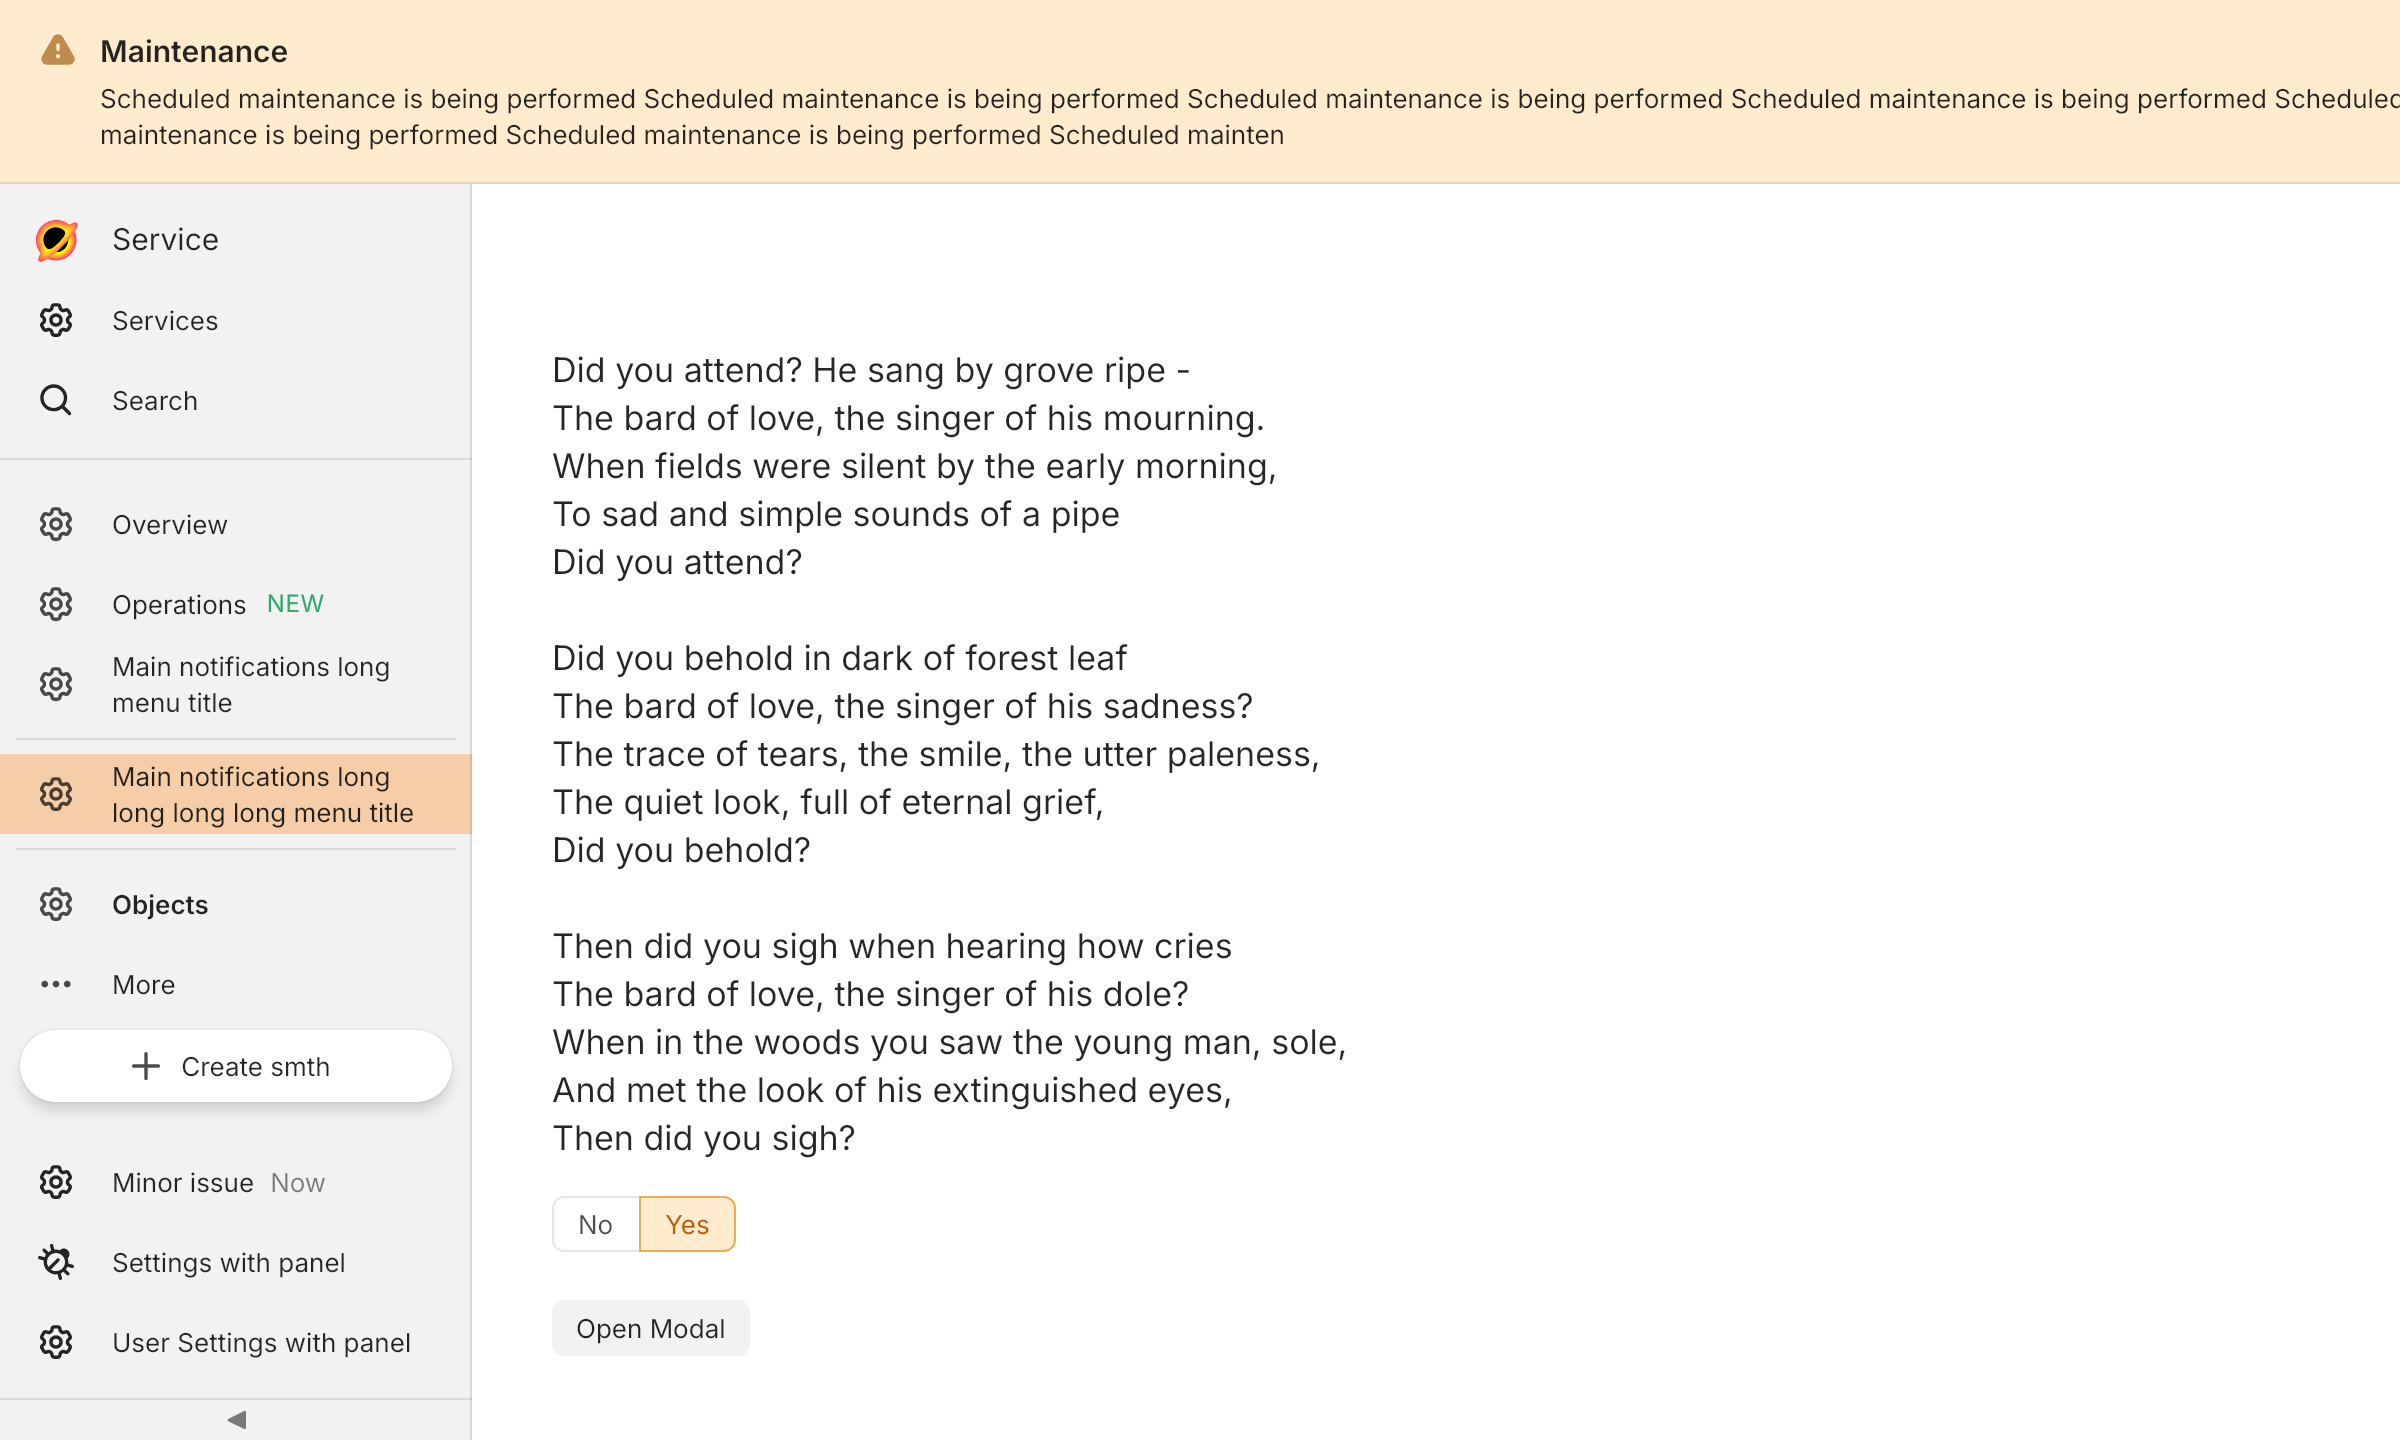 Maintenance
Scheduled maintenance is being performed Scheduled maintenance is being performed Scheduled maintenance is being performed Scheduled maintenance is being performed Scheduled
maintenance is being performed Scheduled maintenance is being performed Scheduled mainten
Service
Services
Search
Overview
Operations NEW
Main notifications long
menu title
Main notifications long
long long long menu title
Objects
More
Create smth
Minor issue Now
Settings with panel
User Settings with panel
Did you attend? He sang by grove ripe -
The bard of love, the singer of his mourning.
When fields were silent by the early morning,
To sad and simple sounds of a pipe
Did you attend?
Did you behold in dark of forest leaf
The bard of love, the singer of his sadness?
The trace of tears, the smile, the utter paleness,
The quiet look, full of eternal grief,
Did you behold?
Then did you sigh when hearing how cries
The bard of love, the singer of his dole?
When in the woods you saw the young man, sole,
And met the look of his extinguished eyes,
Then did you sigh?
No Yes
Open Modal